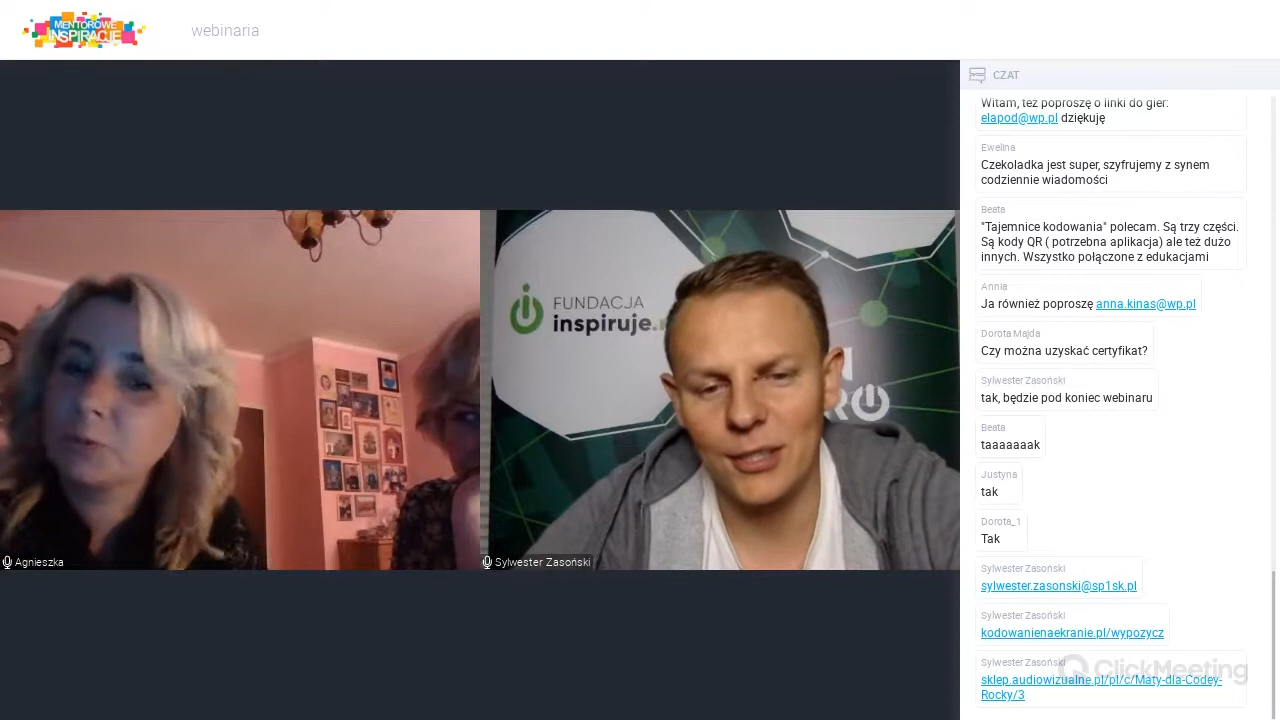 MENTOROWE
INSPIRACJE
webinaria
CZAT
Witam, też poproszę o linki do gier:
elapod@wp.pl dziękuję
Ewelina
Czekoladka jest super, szyfrujemy z synem
codziennie wiadomości
Beata
"Tajemnice kodowania" polecam. Są trzy części.
Są kody QR ( potrzebna aplikacja) ale też dużo
innych. Wszystko połączone z edukacjami
Annia
Ja również poproszę anna.kinas@wp.pl
Dorota Majda
Czy można uzyskać certyfikat?
Sylwester Zasoński
tak, będzie pod koniec webinaru
Beata
taaaaaaak
Justyna
tak
Dorota_1
Tak
Sylwester Zasoński
sylwester.zasonski@sp1sk.pl
Sylwester Zasoński
kodowanienaekranie.pl/wypozycz
Sylwester Zasoński
sklep.audiowizualne.pl/pl/c/Maty-dla-Codey-
Rocky/3
ClickMeeting
FUNDACJA
inspiruje.
Agnieszka
Sylwester Zasoński